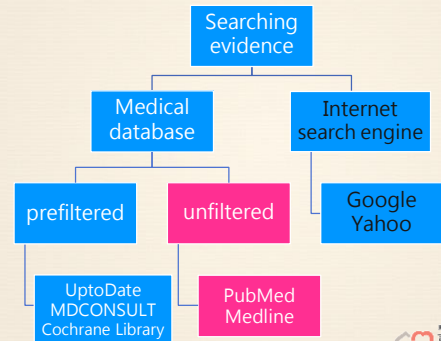 Searching
evidence
Medical
database
Internet
search engine
prefiltered
unfiltered
Google
Yahoo
UptoDate
MDCONSULT
Cochrane Library
PubMed
Medline